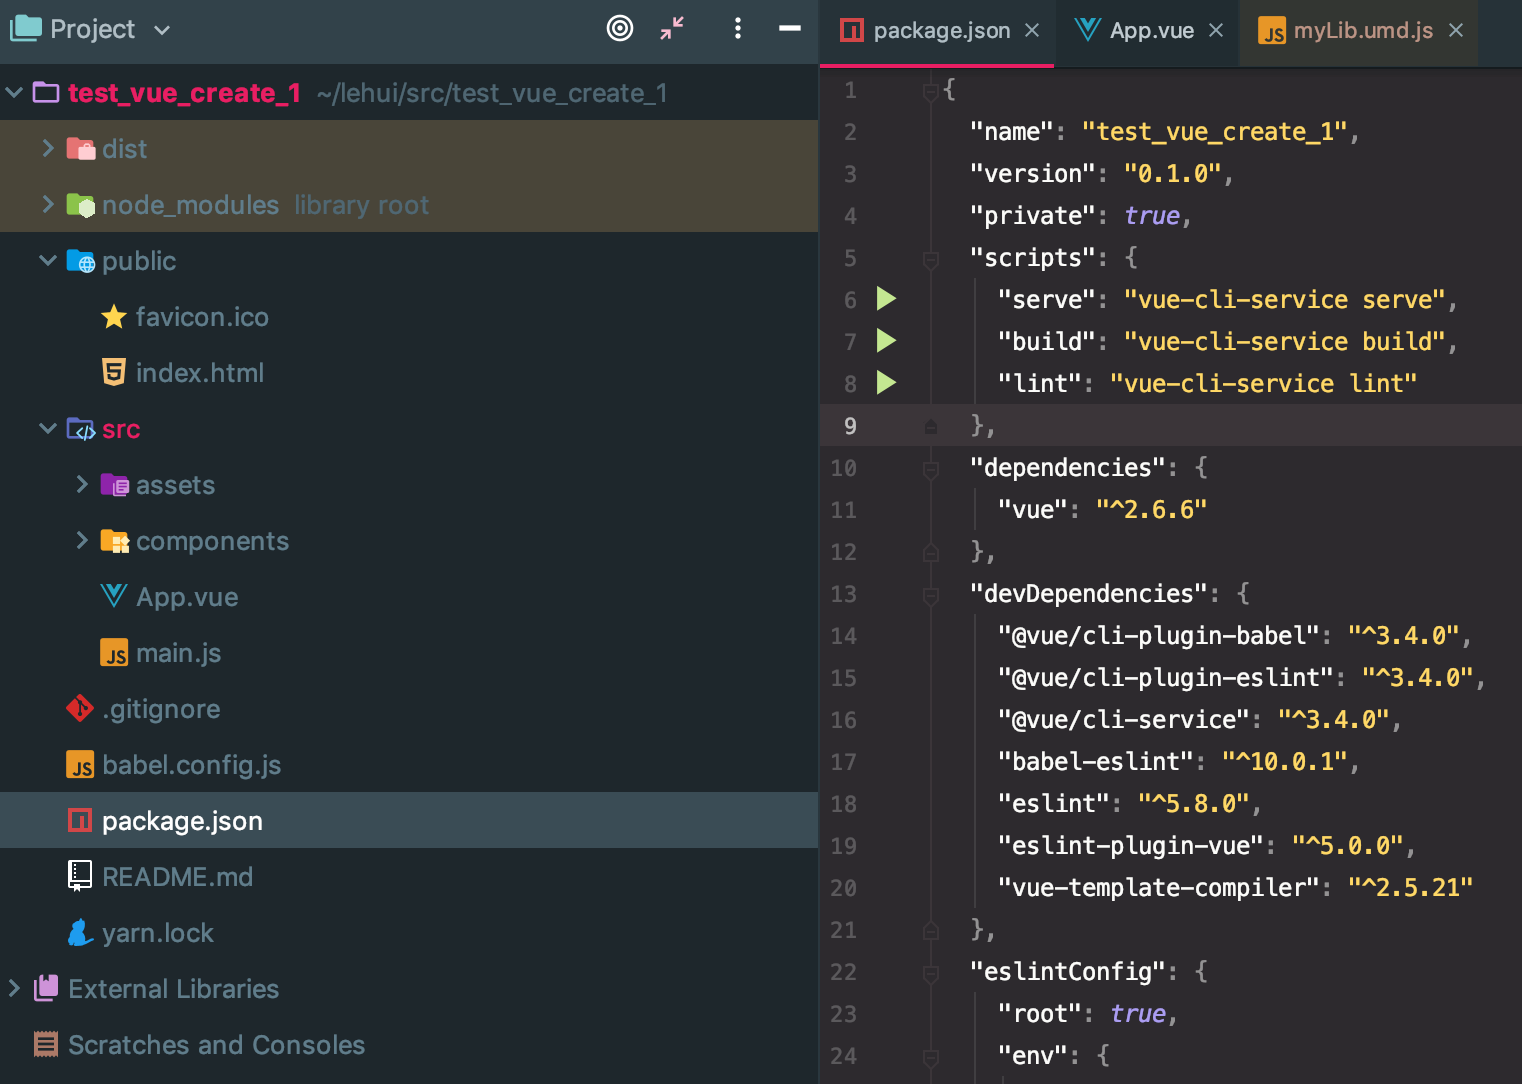 Project
test_vue_create_1 ~/lehui/src/test_vue_create_1
dist
node_modules library root
public
favicon.ico
index.html
src
assets
components
App.vue
main.js
.gitignore
babel.config.js
package.json
README.md
yarn.lock
External Libraries
Scratches and Consoles
package.json App.vue myLib.umd.js
1 {
2 "name": "test_vue_create_1",
3 "version": "0.1.0",
4 "private": true,
5 "scripts": {
6 "serve": "vue-cli-service serve",
7 "build": "vue-cli-service build",
8 "lint": "vue-cli-service lint"
9 },
10 "dependencies": {
11 "vue": "^2.6.6"
12 },
13 "devDependencies": {
14 "@vue/cli-plugin-babel": "^3.4.0",
15 "@vue/cli-plugin-eslint": "^3.4.0",
16 "@vue/cli-service": "^3.4.0",
17 "babel-eslint": "^10.0.1",
18 "eslint": "^5.8.0",
19 "eslint-plugin-vue": "^5.0.0",
20 "vue-template-compiler": "^2.5.21"
21 },
22 "eslintConfig": {
23 "root": true,
24 "env": {